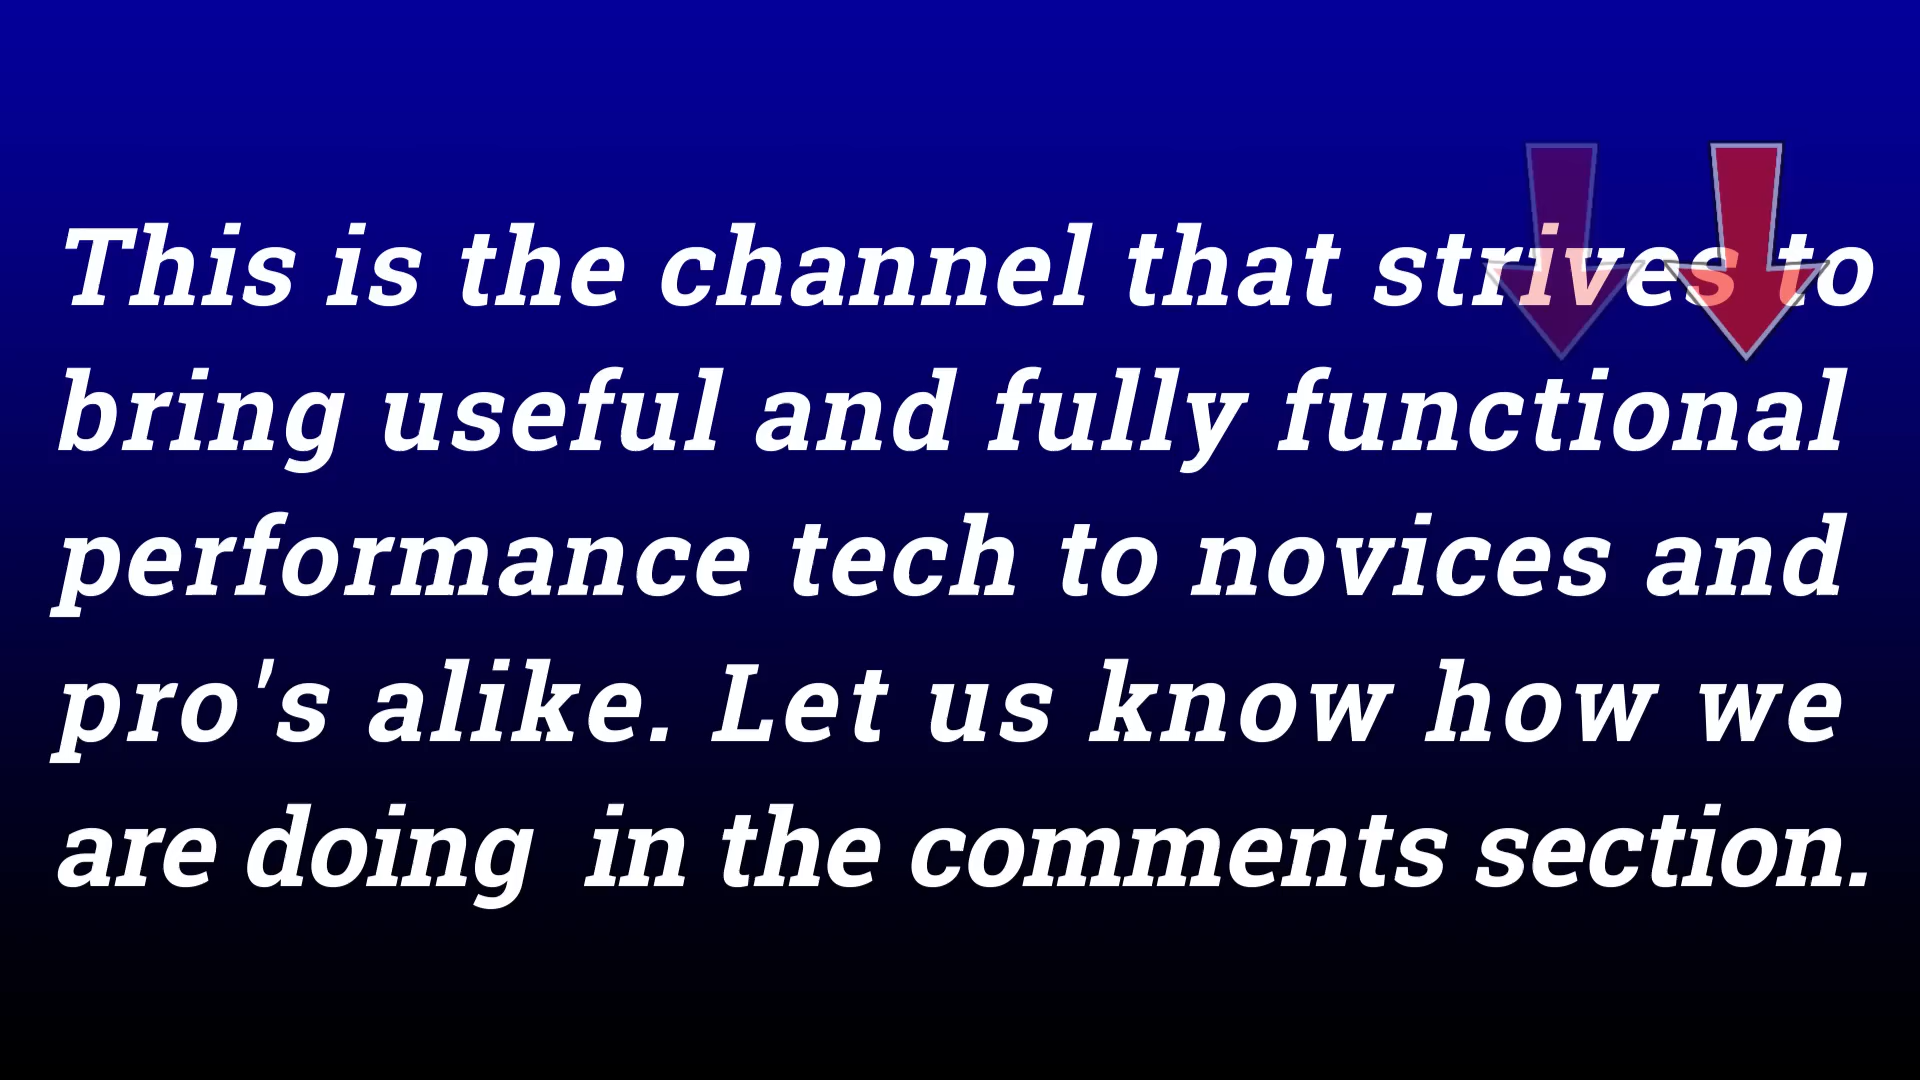 This is the channel that strives to
bring useful and fully functional
performance tech to novices and
pro's alike. Let us know how we
are doing  in the comments section.